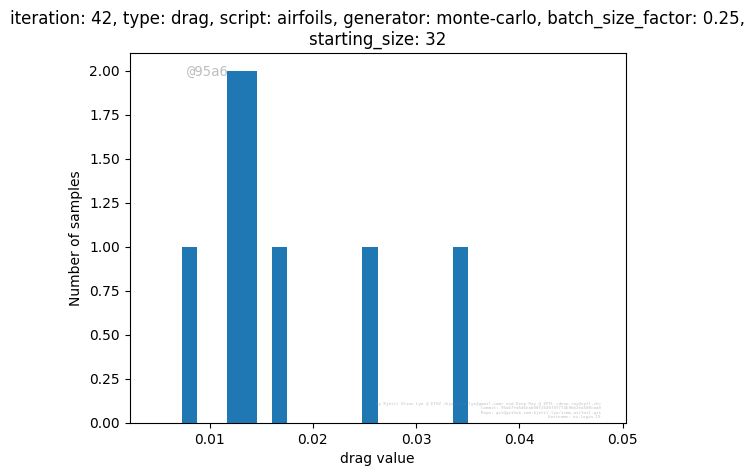 iteration: 42, type: drag, script: airfoils, generator: monte-carlo, batch_size_factor: 0.25,
starting_size: 32
@95a6
2.00
1.75
1.50
1.25
1.00
0.75
0.50
0.25
0.00
Number of samples
0.01
0.02
0.03
0.04
0.05
drag value